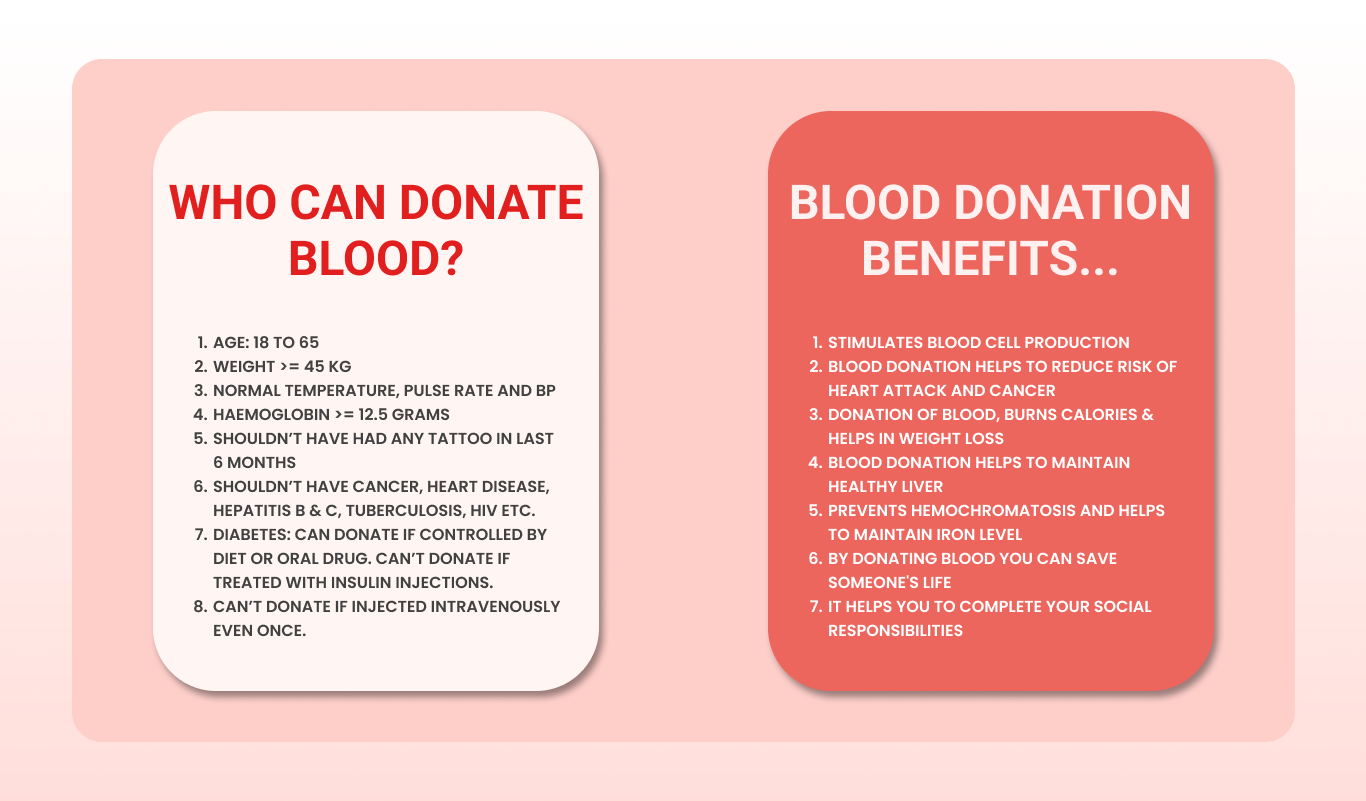 WHO CAN DONATE
BLOOD?
1. AGE: 18 TO 65
2. WEIGHT >= 45 KG
3. NORMAL TEMPERATURE, PULSE RATE AND BP
4. HAEMOGLOBIN >= 12.5 GRAMS
5. SHOULDN’T HAVE HAD ANY TATTOO IN LAST
6 MONTHS
6. SHOULDN’T HAVE CANCER, HEART DISEASE,
HEPATITIS B & C, TUBERCULOSIS, HIV ETC.
7. DIABETES: CAN DONATE IF CONTROLLED BY
DIET OR ORAL DRUG. CAN’T DONATE IF
TREATED WITH INSULIN INJECTIONS.
8. CAN’T DONATE IF INJECTED INTRAVENOUSLY
EVEN ONCE.
BLOOD DONATION
BENEFITS...
1. STIMULATES BLOOD CELL PRODUCTION
2. BLOOD DONATION HELPS TO REDUCE RISK OF
HEART ATTACK AND CANCER
3. DONATION OF BLOOD, BURNS CALORIES &
HELPS IN WEIGHT LOSS
4. BLOOD DONATION HELPS TO MAINTAIN
HEALTHY LIVER
5. PREVENTS HEMOCHROMATOSIS AND HELPS
TO MAINTAIN IRON LEVEL
6. BY DONATING BLOOD YOU CAN SAVE
SOMEONE'S LIFE
7. IT HELPS YOU TO COMPLETE YOUR SOCIAL
RESPONSIBILITIES